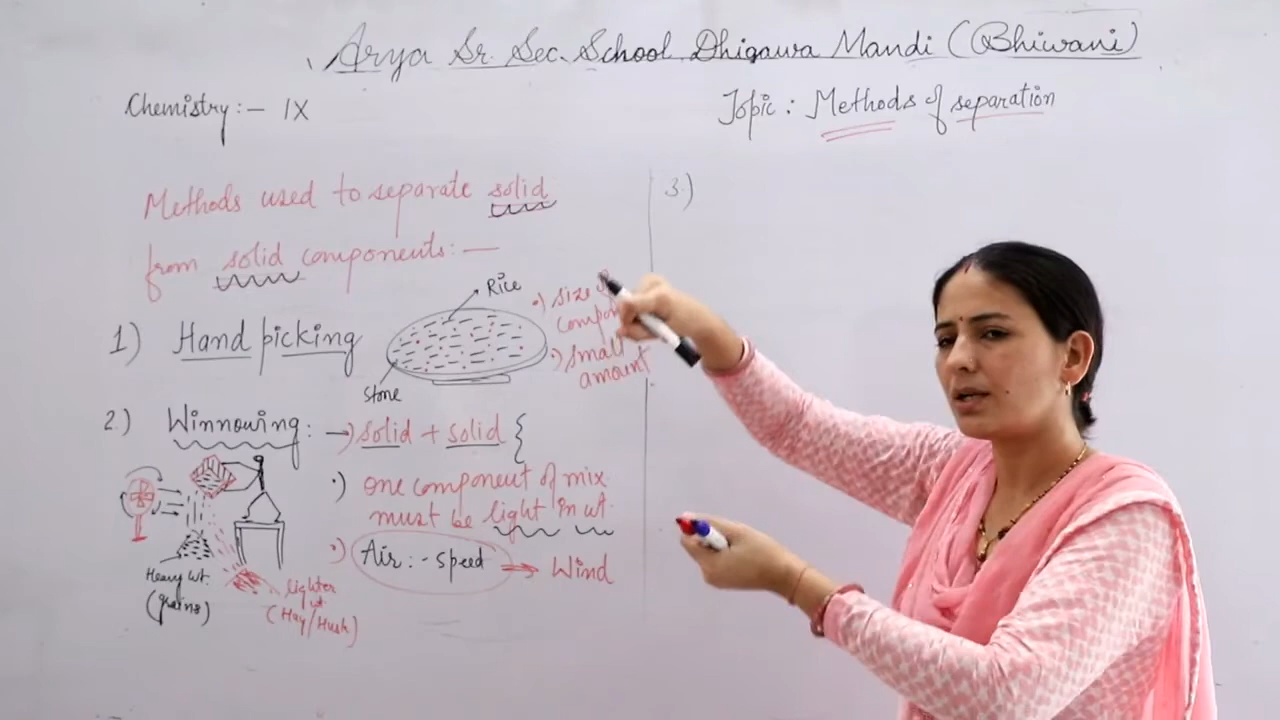 Arya Sr. Sec. School Dhigawa Mandi (Bhiwani)
Chemistry :- IX
Topic : Methods of separation
Methods used to separate solid
from solid components:-
1) Hand picking
Rice
Stone
·) Size of
compon
·) Small
amount
2.) Winnowing: → solid + solid {
·) one component of mix
must be light in wt.
·) Air :- speed → Wind
Heavy wt.
(grains)
lighter
wt.
(Hay/Husk)
3.)